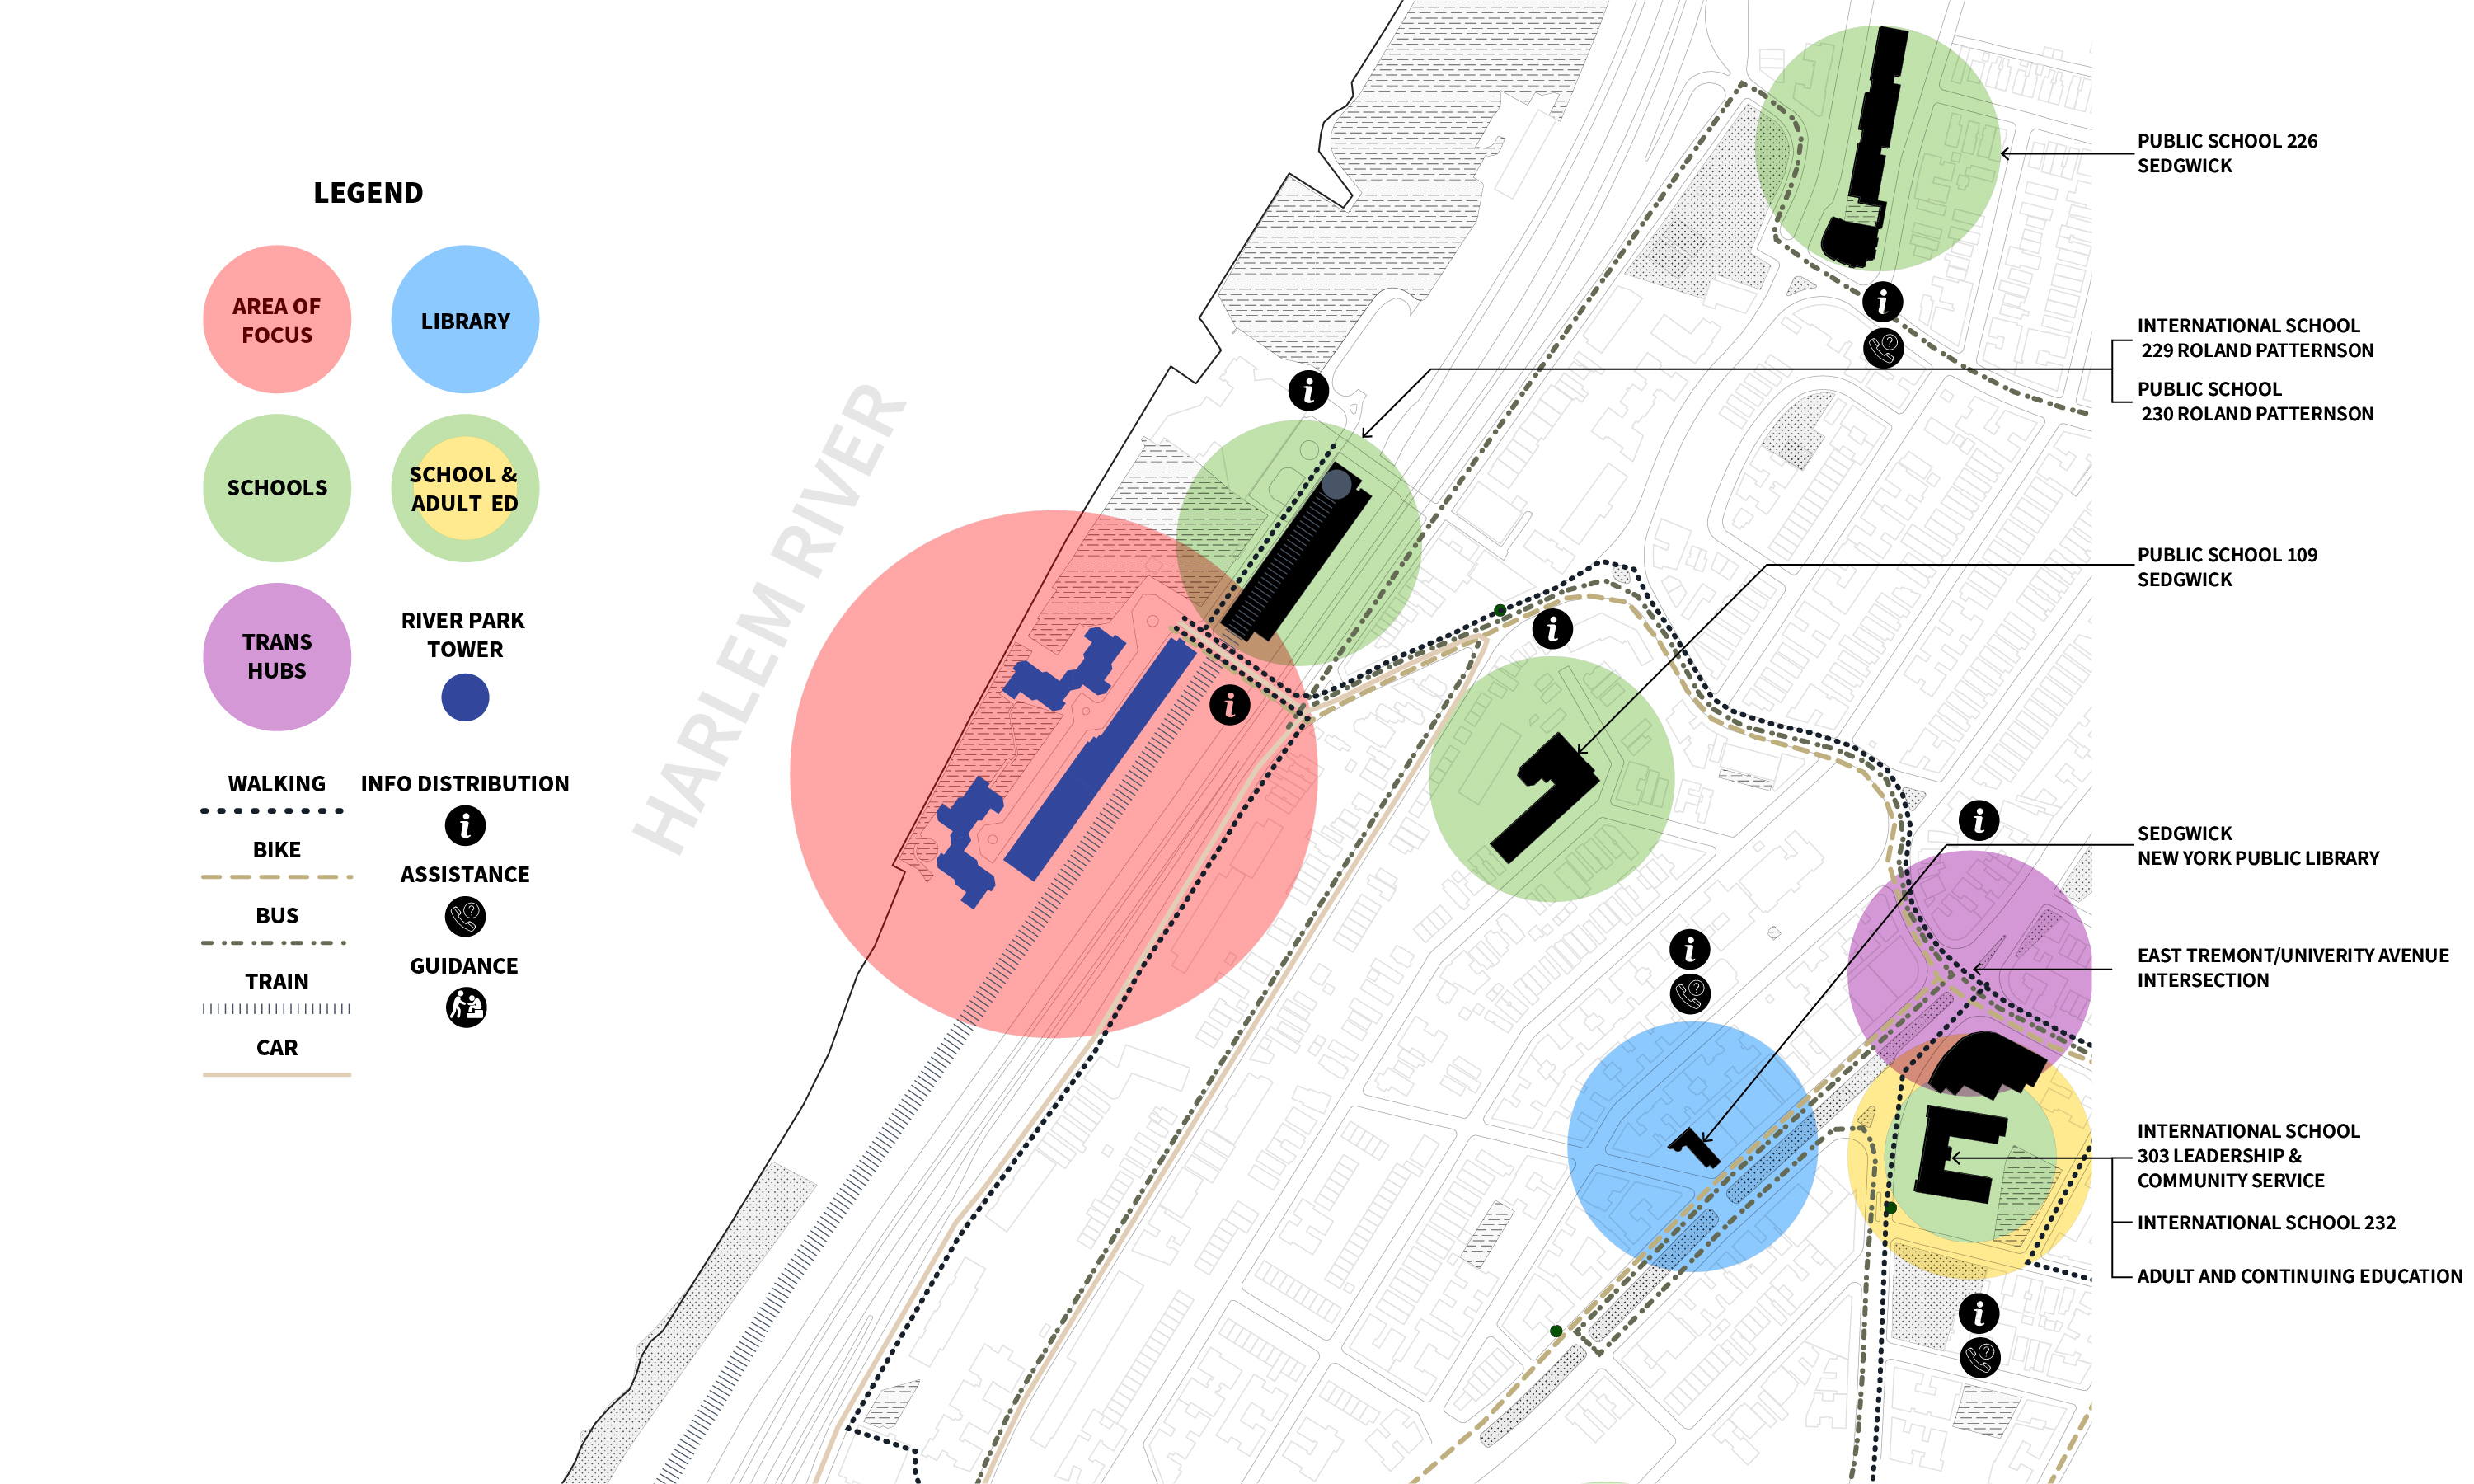 LEGEND
AREA OF
FOCUS
LIBRARY
SCHOOLS
SCHOOL &
ADULT ED
TRANS
HUBS
RIVER PARK
TOWER
WALKING
INFO DISTRIBUTION
i
BIKE
ASSISTANCE
?
BUS
GUIDANCE
TRAIN
CAR
HARLEM RIVER
i
i
i
i
?
i
i
?
i
?
PUBLIC SCHOOL 226
SEDGWICK
INTERNATIONAL SCHOOL
229 ROLAND PATTERNSON
PUBLIC SCHOOL
230 ROLAND PATTERNSON
PUBLIC SCHOOL 109
SEDGWICK
SEDGWICK
NEW YORK PUBLIC LIBRARY
EAST TREMONT/UNIVERITY AVENUE
INTERSECTION
INTERNATIONAL SCHOOL
303 LEADERSHIP &
COMMUNITY SERVICE
INTERNATIONAL SCHOOL 232
ADULT AND CONTINUING EDUCATION